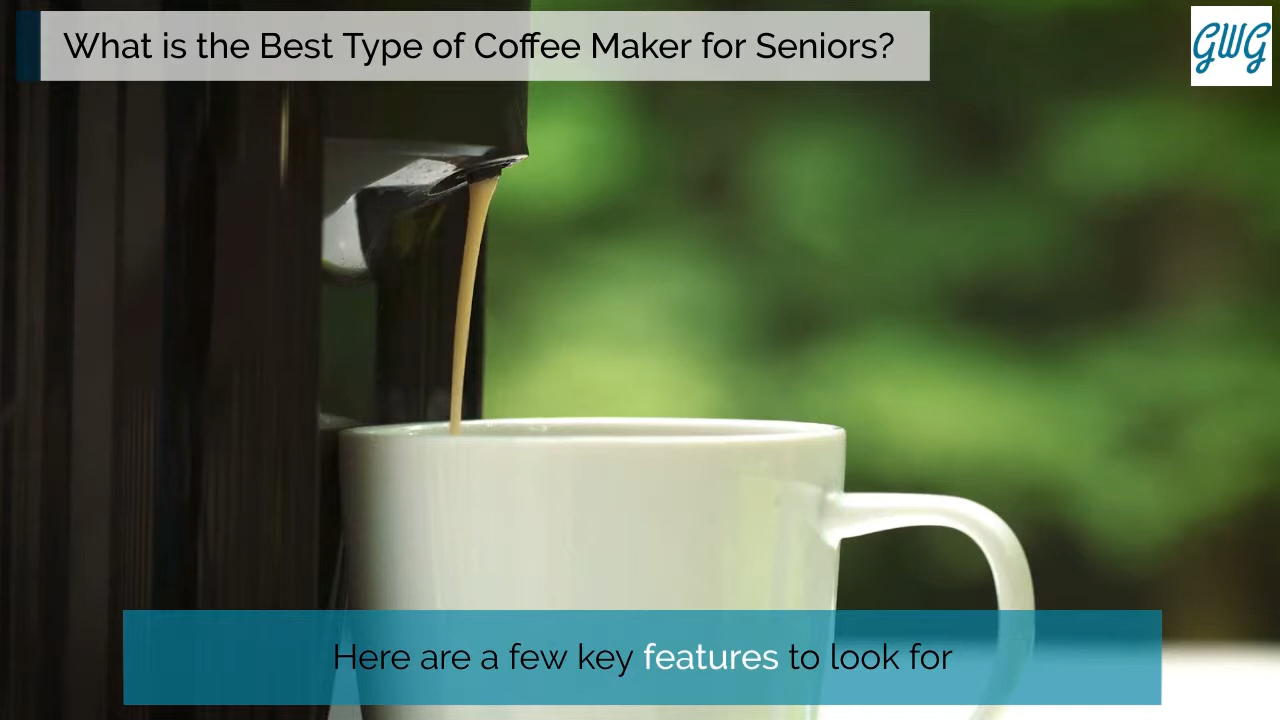 What is the Best Type of Coffee Maker for Seniors?
GWG
Here are a few key features to look for